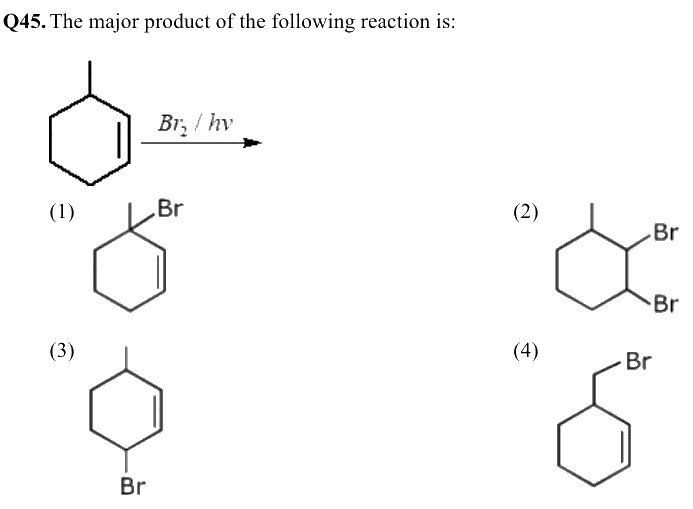 Q45. The major product of the following reaction is:
Br₂ / hv
(1)
Br
(2)
Br
Br
(3)
Br
(4)
Br